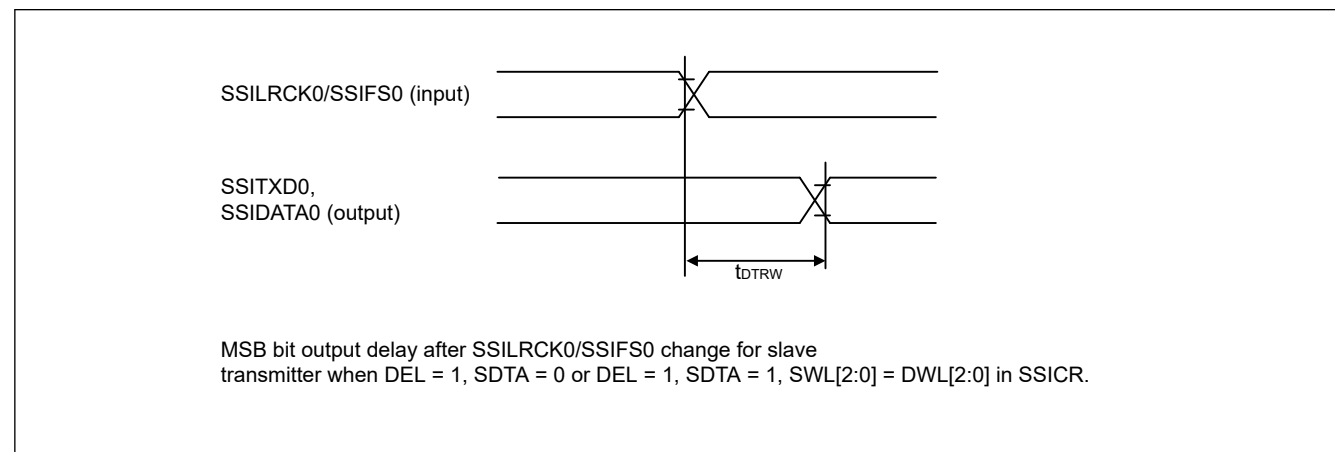 SSILRCK0/SSIFS0 (input)
SSITXD0,
SSIDATA0 (output)
tDTRW
MSB bit output delay after SSILRCK0/SSIFS0 change for slave
transmitter when DEL = 1, SDTA = 0 or DEL = 1, SDTA = 1, SWL[2:0] = DWL[2:0] in SSICR.